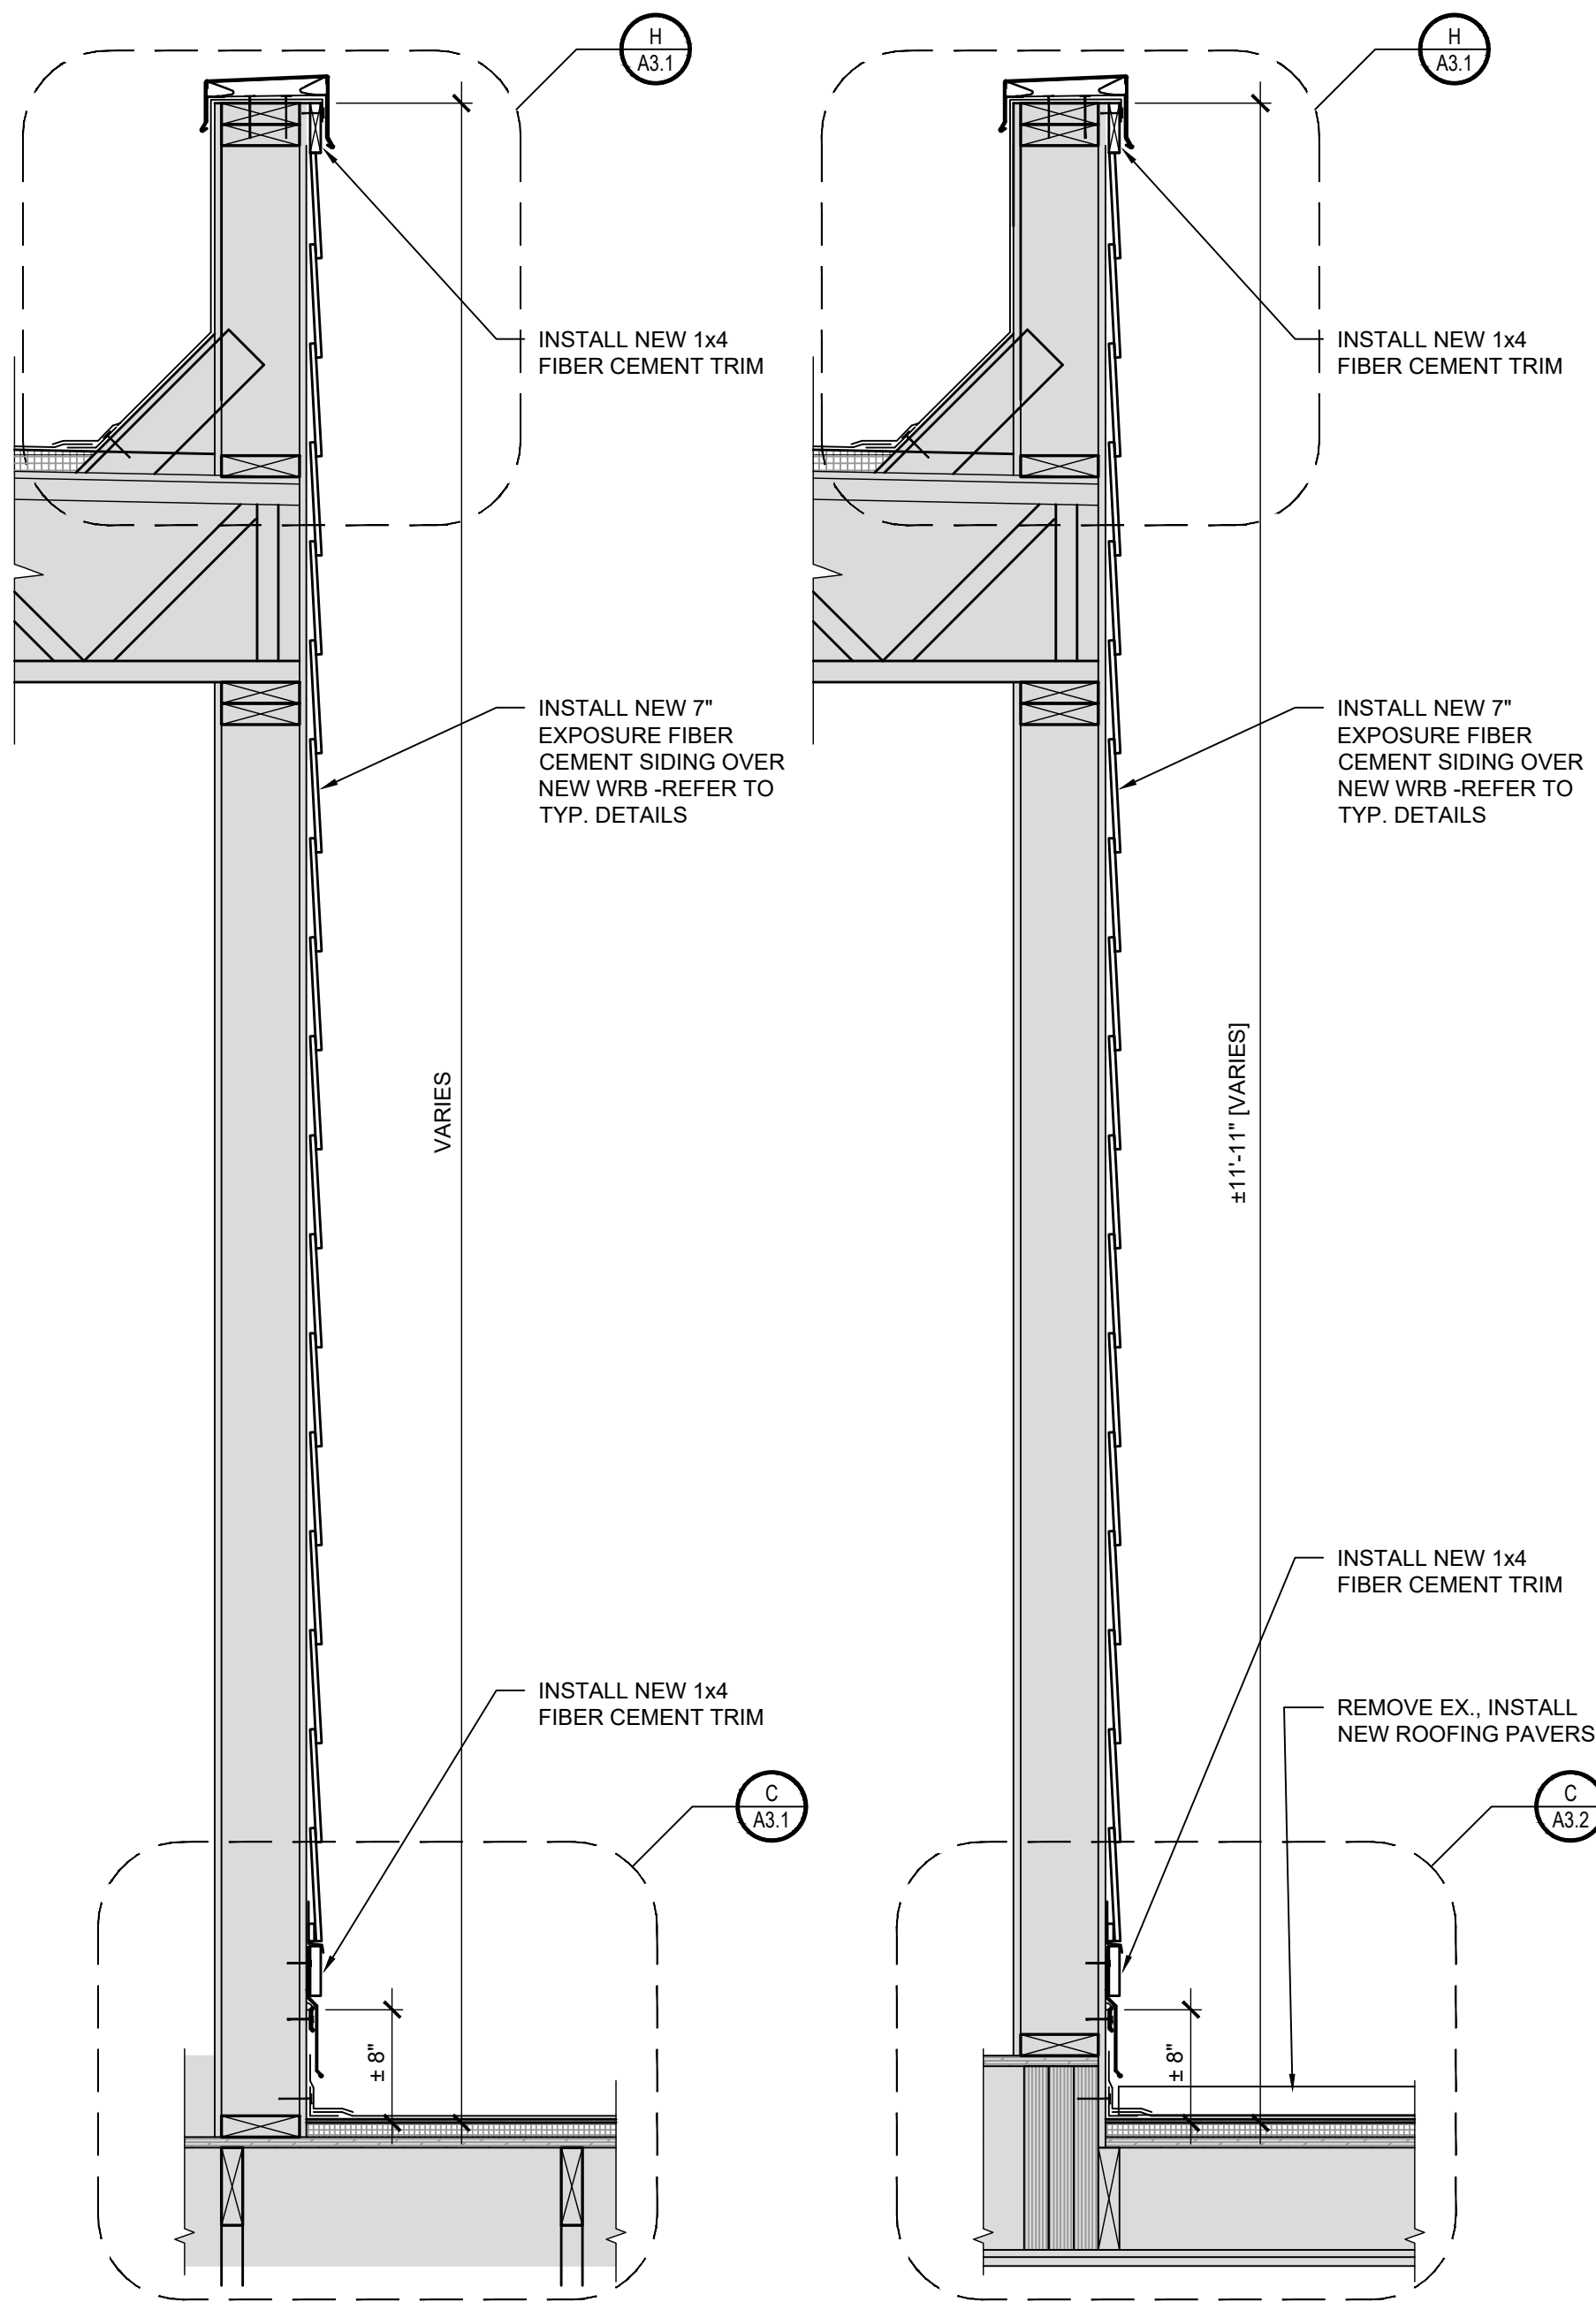 H
A3.1
INSTALL NEW 1x4
FIBER CEMENT TRIM
INSTALL NEW 7"
EXPOSURE FIBER
CEMENT SIDING OVER
NEW WRB -REFER TO
TYP. DETAILS
VARIES
INSTALL NEW 1x4
FIBER CEMENT TRIM
C
A3.1
± 8"
H
A3.1
INSTALL NEW 1x4
FIBER CEMENT TRIM
INSTALL NEW 7"
EXPOSURE FIBER
CEMENT SIDING OVER
NEW WRB -REFER TO
TYP. DETAILS
±11'-11" [VARIES]
INSTALL NEW 1x4
FIBER CEMENT TRIM
REMOVE EX., INSTALL
NEW ROOFING PAVERS
C
A3.2
± 8"